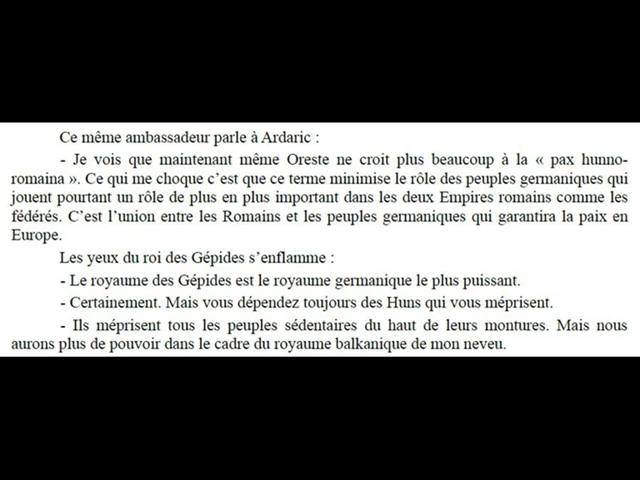 Ce même ambassadeur parle à Ardaric :
- Je vois que maintenant même Oreste ne croit plus beaucoup à la « pax hunno-
romaina ». Ce qui me choque c’est que ce terme minimise le rôle des peuples germaniques qui
jouent pourtant un rôle de plus en plus important dans les deux Empires romains comme les
fédérés. C’est l’union entre les Romains et les peuples germaniques qui garantira la paix en
Europe.
Les yeux du roi des Gépides s’enflamme :
- Le royaume des Gépides est le royaume germanique le plus puissant.
- Certainement. Mais vous dépendez toujours des Huns qui vous méprisent.
- Ils méprisent tous les peuples sédentaires du haut de leurs montures. Mais nous
aurons plus de pouvoir dans le cadre du royaume balkanique de mon neveu.